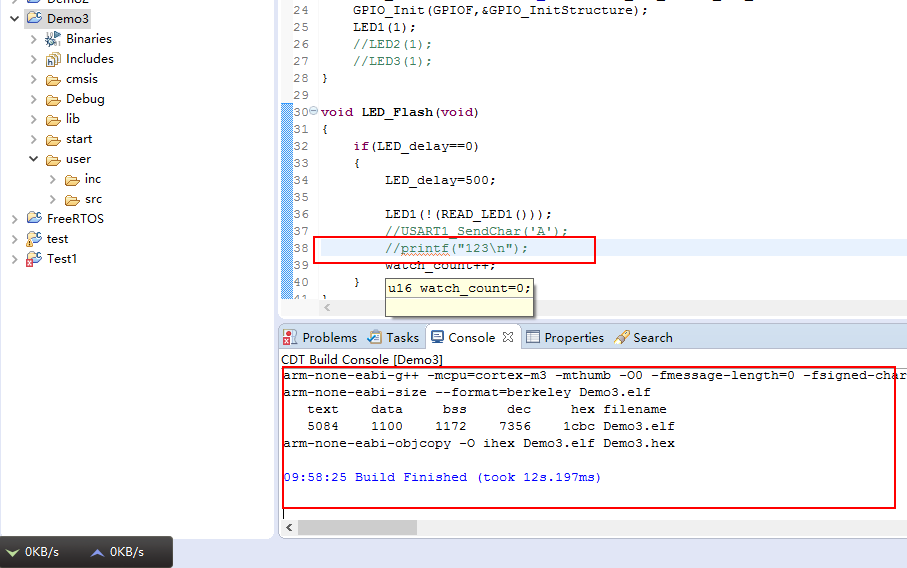 Demo2
Demo3
Binaries
Includes
cmsis
Debug
lib
start
user
inc
src
FreeRTOS
test
Test1
24 GPIO_Init(GPIOF,&GPIO_InitStructure);
25 LED1(1);
26 //LED2(1);
27 //LED3(1);
28 }
29
30 void LED_Flash(void)
31 {
32 if(LED_delay==0)
33 {
34 LED_delay=500;
35
36 LED1(!(READ_LED1()));
37 //USART1_SendChar('A');
38 //printf("123\n");
39 watch_count++;
40 }
41 }
u16 watch_count=0;
Problems Tasks Console Properties Search
CDT Build Console [Demo3]
arm-none-eabi-g++ -mcpu=cortex-m3 -mthumb -O0 -fmessage-length=0 -fsigned-char
arm-none-eabi-size --format=berkeley Demo3.elf
text data bss dec hex filename
5084 1100 1172 7356 1cbc Demo3.elf
arm-none-eabi-objcopy -O ihex Demo3.elf Demo3.hex
09:58:25 Build Finished (took 12s.197ms)
0KB/s 0KB/s